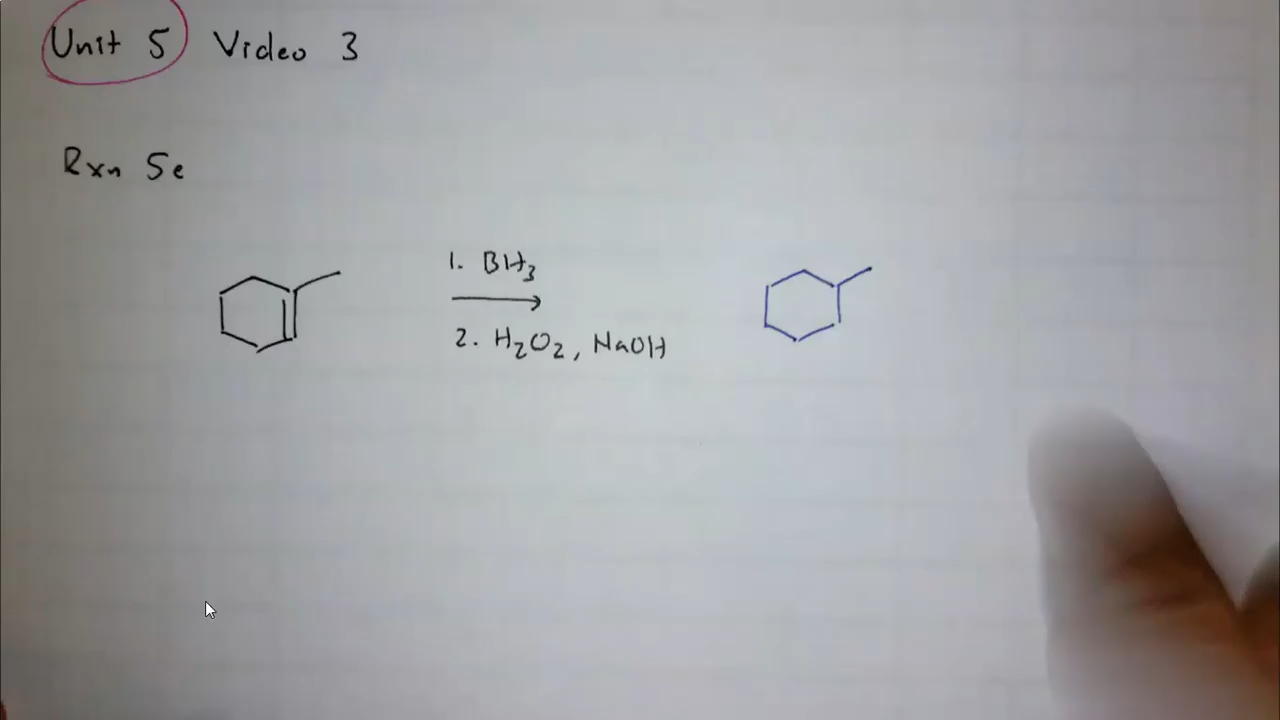 Unit 5 Video 3
Rxn 5e
1. BH₃
2. H₂O₂, NaOH